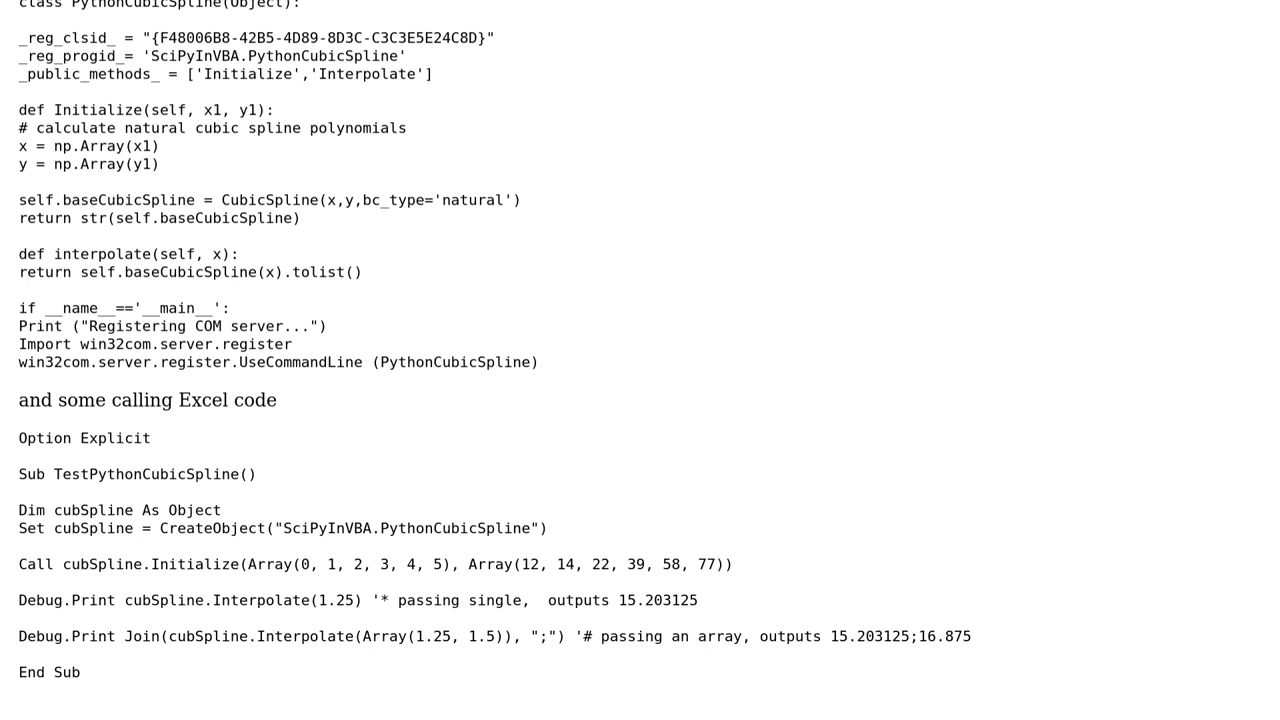 class PythonCubicSpline(Object):
_reg_clsid_ = "{F48006B8-42B5-4D89-8D3C-C3C3E5E24C8D}"
_reg_progid_= 'SciPyInVBA.PythonCubicSpline'
_public_methods_ = ['Initialize','Interpolate']
def Initialize(self, x1, y1):
# calculate natural cubic spline polynomials
x = np.Array(x1)
y = np.Array(y1)
self.baseCubicSpline = CubicSpline(x,y,bc_type='natural')
return str(self.baseCubicSpline)
def interpolate(self, x):
return self.baseCubicSpline(x).tolist()
if __name__=='__main__':
Print ("Registering COM server...")
Import win32com.server.register
win32com.server.register.UseCommandLine (PythonCubicSpline)
and some calling Excel code
Option Explicit
Sub TestPythonCubicSpline()
Dim cubSpline As Object
Set cubSpline = CreateObject("SciPyInVBA.PythonCubicSpline")
Call cubSpline.Initialize(Array(0, 1, 2, 3, 4, 5), Array(12, 14, 22, 39, 58, 77))
Debug.Print cubSpline.Interpolate(1.25) '* passing single,  outputs 15.203125
Debug.Print Join(cubSpline.Interpolate(Array(1.25, 1.5)), ";") '# passing an array, outputs 15.203125;16.875
End Sub